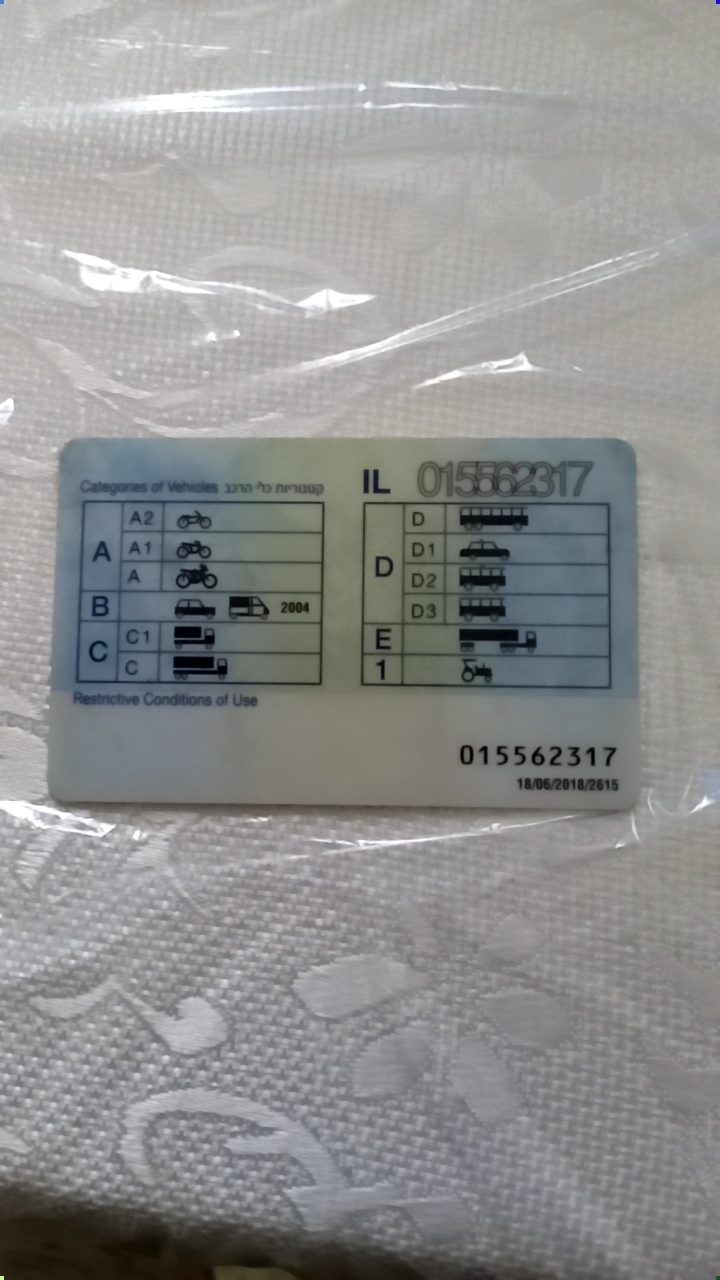 Categories of Vehicles קטגוריות כלי הרכב
A A2
A1
A
B 2004
C C1
C
Restrictive Conditions of Use
IL 015562317
D D
D1
D2
D3
E
1
015562317
18/06/2018/2615